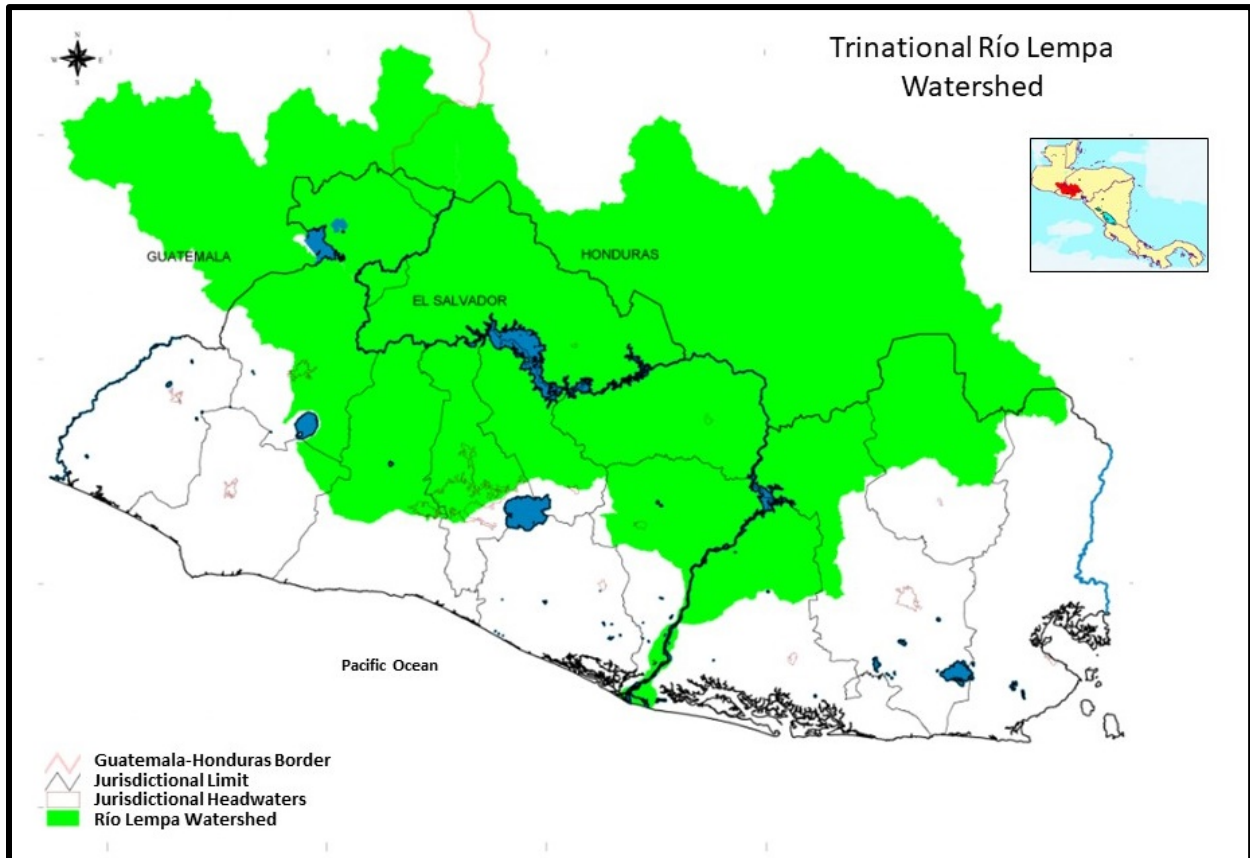 Trinational Río Lempa
Watershed
N
W E
S
GUATEMALA
HONDURAS
EL SALVADOR
Pacific Ocean
Guatemala-Honduras Border
Jurisdictional Limit
Jurisdictional Headwaters
Río Lempa Watershed